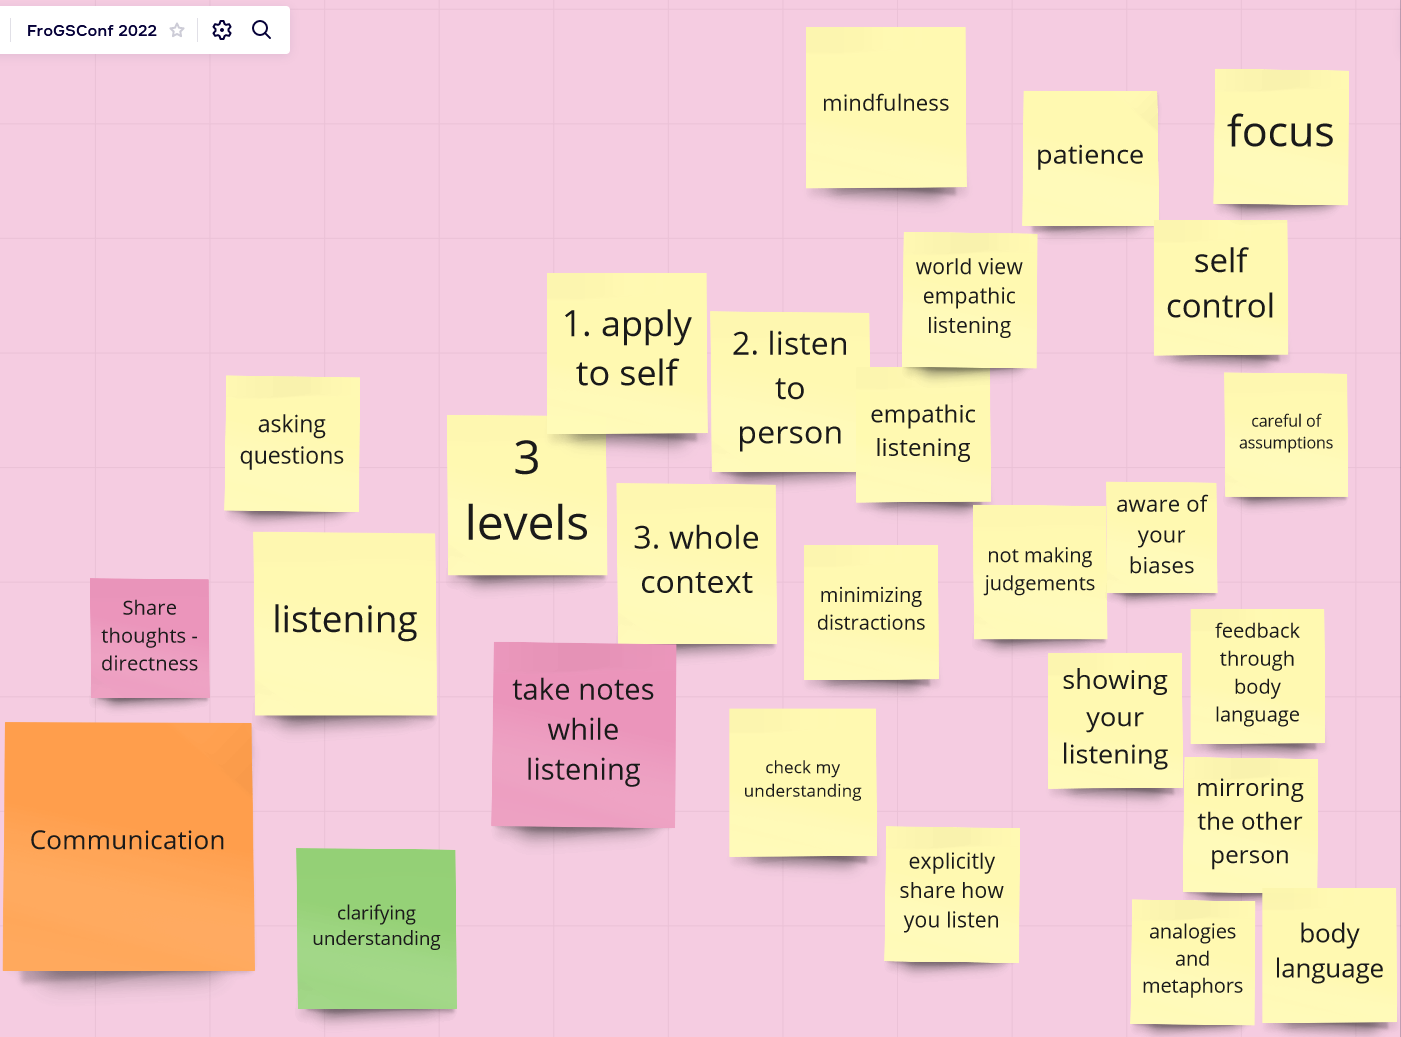 FroGSConf 2022
mindfulness
patience
focus
world view
empathic
listening
self
control
1. apply
to self
2. listen
to
person
empathic
listening
careful of
assumptions
asking
questions
3
levels
3. whole
context
minimizing
distractions
not making
judgements
aware of
your
biases
Share
thoughts -
directness
listening
take notes
while
listening
check my
understanding
showing
your
listening
feedback
through
body
language
mirroring
the other
person
Communication
clarifying
understanding
explicitly
share how
you listen
analogies
and
metaphors
body
language